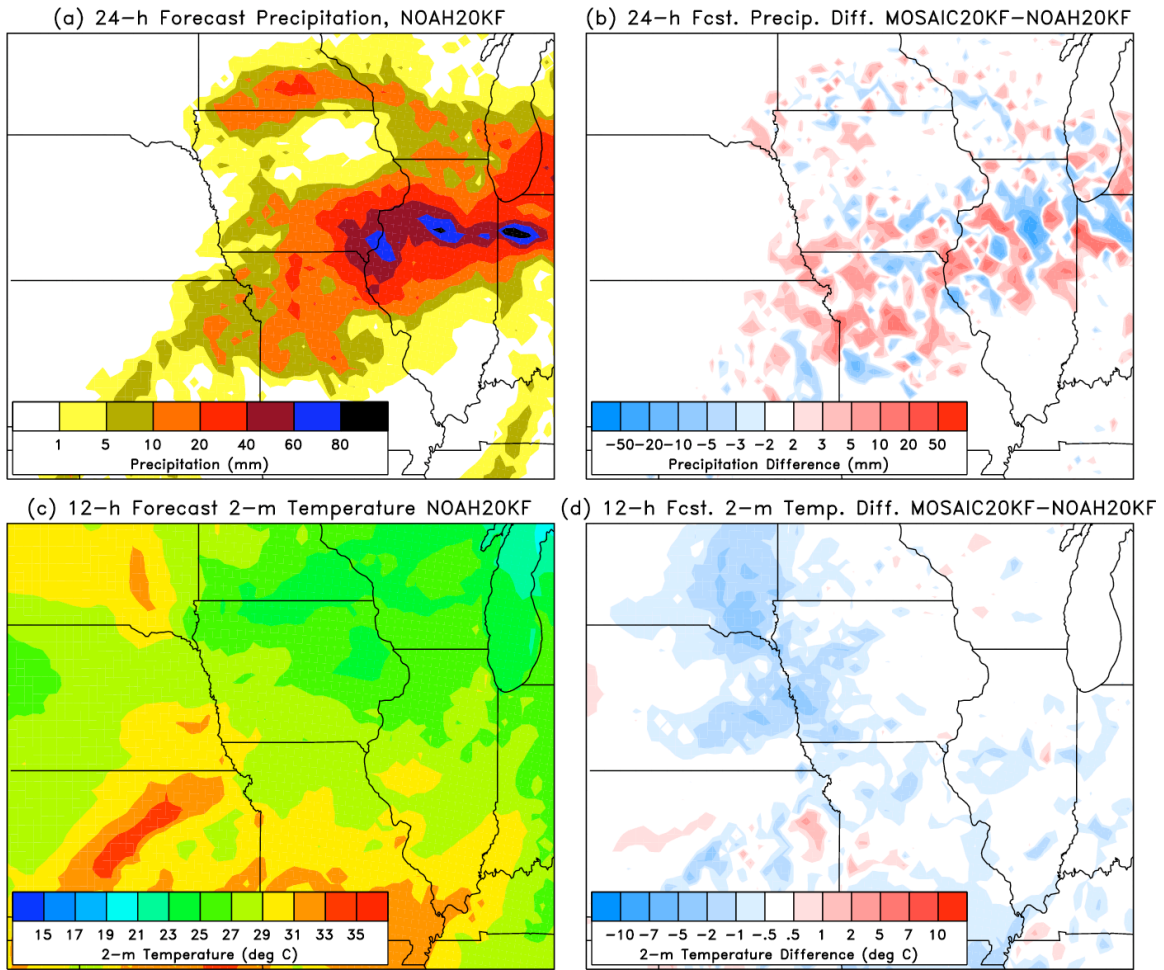 (a) 24-h Forecast Precipitation, NOAH20KF
(b) 24-h Fcst. Precip. Diff. MOSAIC20KF-NOAH20KF
1 5 10 20 40 60 80
Precipitation (mm)
-50 -20 -10 -5 -3 -2 2 3 5 10 20 50
Precipitation Difference (mm)
(c) 12-h Forecast 2-m Temperature NOAH20KF
(d) 12-h Fcst. 2-m Temp. Diff. MOSAIC20KF-NOAH20KF
15 17 19 21 23 25 27 29 31 33 35
2-m Temperature (deg C)
-10 -7 -5 -2 -1 -.5 .5 1 2 5 7 10
2-m Temperature Difference (deg C)